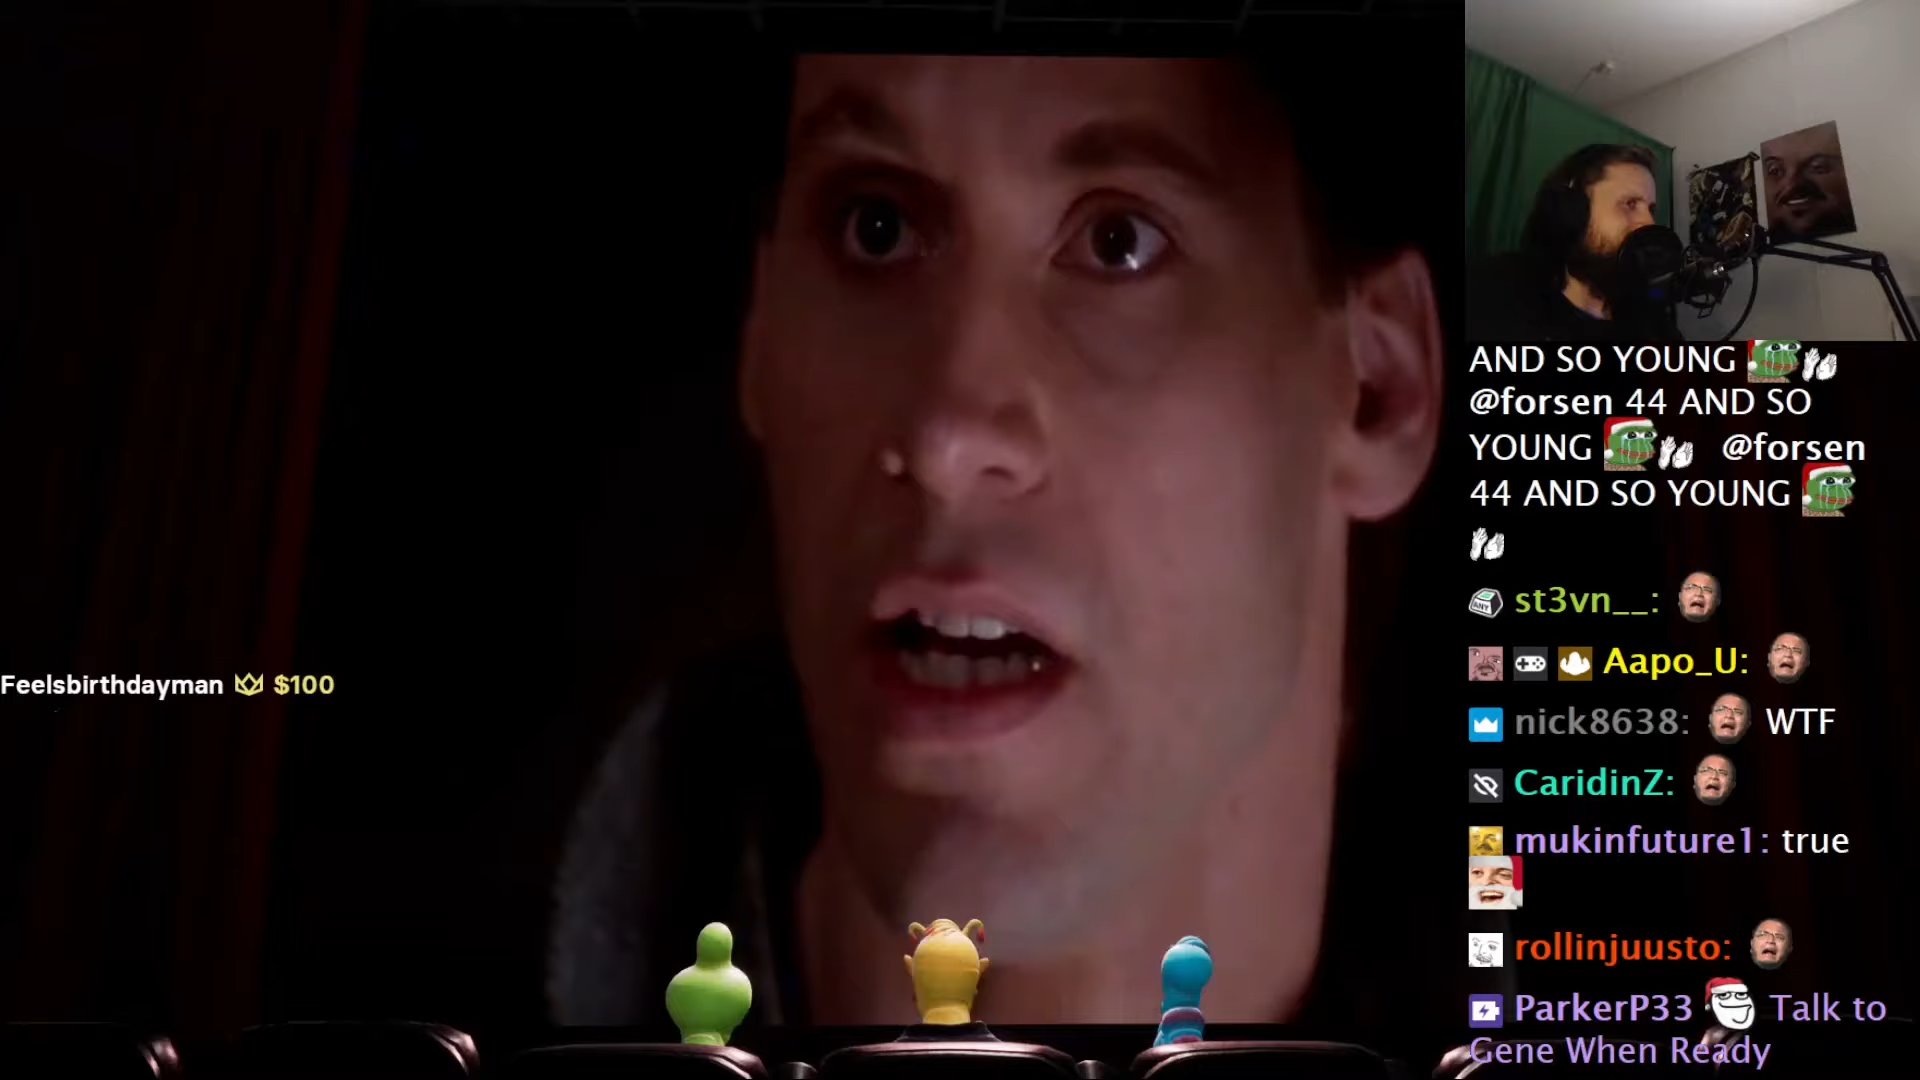 AND SO YOUNG
@forsen 44 AND SO
YOUNG @forsen
44 AND SO YOUNG
st3vn__:
Aapo_U:
nick8638: WTF
Feelsbirthdayman $100
CaridinZ:
mukinfuture1: true
rollinjuusto:
ParkerP33 Talk to
Gene When Ready